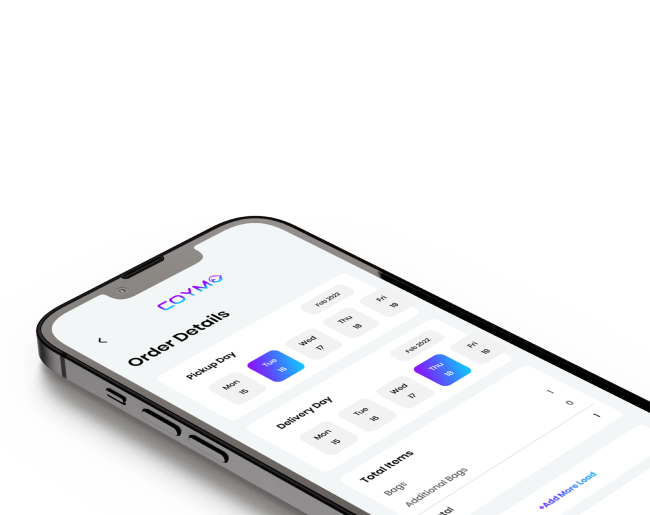 COYMO
Order Details
Pickup Day
Feb 2022
Mon Tue Wed Thu Fri
15 16 17 18 19
Delivery Day
Feb 2022
Mon Tue Wed Thu Fri
15 16 17 18 19
Total Items
Bags 1
Additional Bags 0
tal 1
+Add More Load